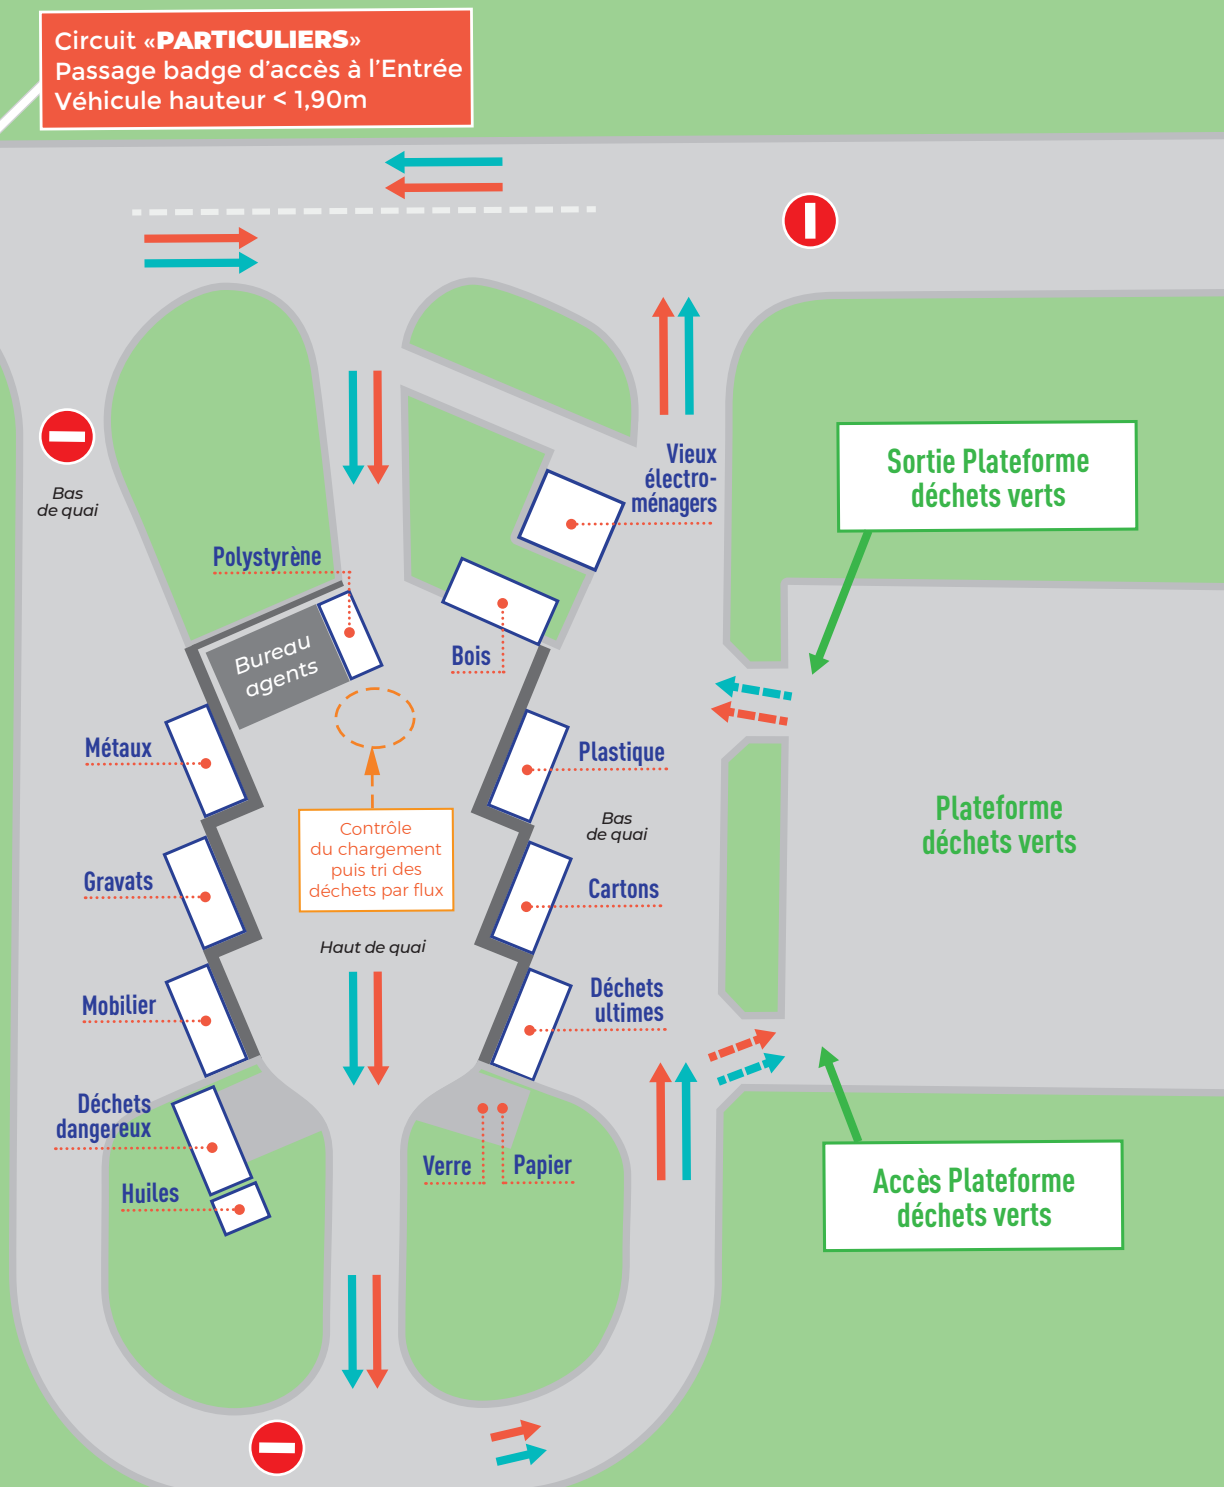 Circuit «PARTICULIERS»
Passage badge d'accès à l'Entrée
Véhicule hauteur < 1,90m
Bas
de quai
Vieux
électro-
ménagers
Sortie Plateforme
déchets verts
Polystyrène
Bureau
agents
Bois
Métaux
Plastique
Contrôle
du chargement
puis tri des
déchets par flux
Bas
de quai
Plateforme
déchets verts
Gravats
Cartons
Haut de quai
Mobilier
Déchets
ultimes
Déchets
dangereux
Verre
Papier
Huiles
Accès Plateforme
déchets verts